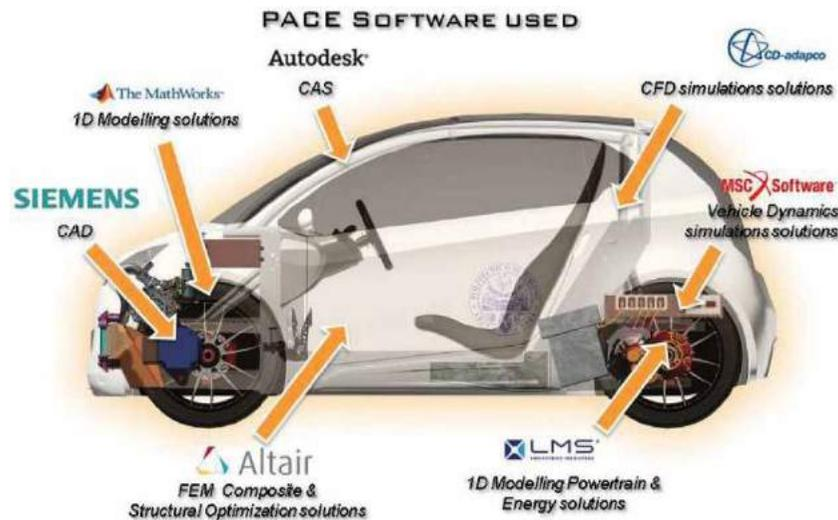 PACE SOFTWARE USED
Autodesk®
CAS
CD-adapco
CFD simulations solutions
The MathWorks™
1D Modelling solutions
SIEMENS
CAD
MSC Software
Vehicle Dynamics
simulations solutions
Altair
FEM Composite &
Structural Optimization solutions
LMS®
1D Modelling Powertrain &
Energy solutions